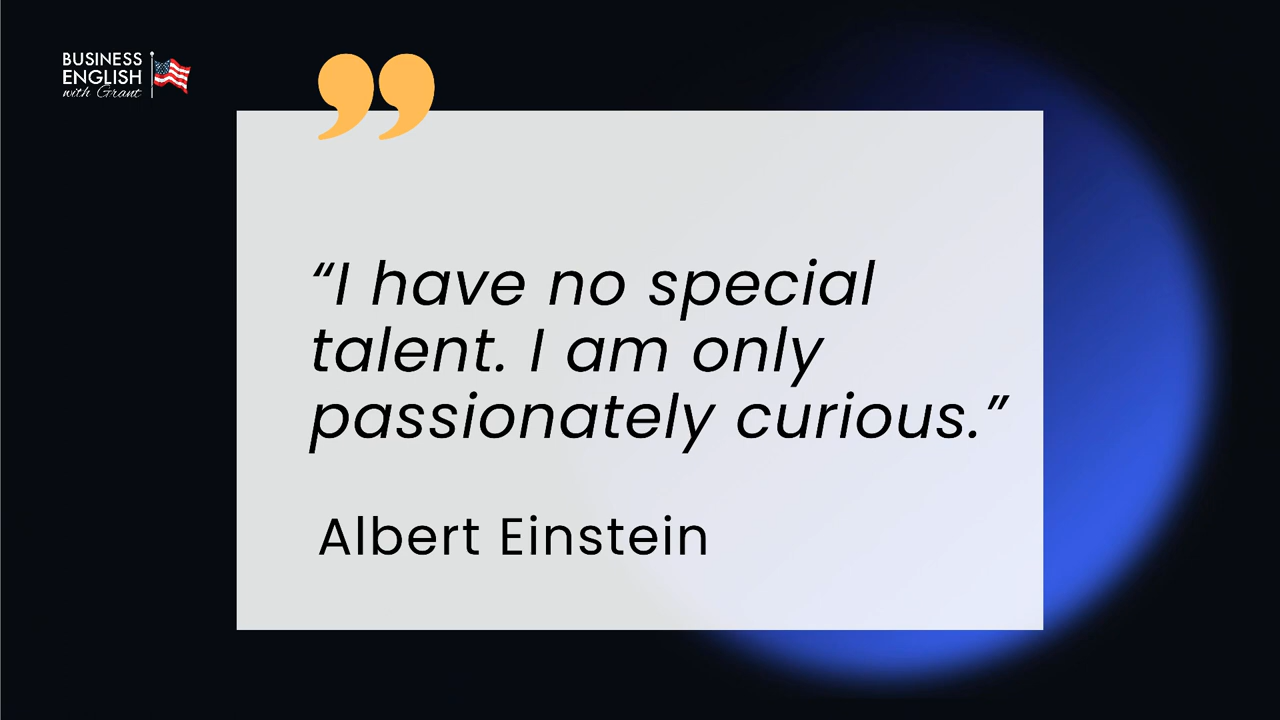 BUSINESS
ENGLISH
with Grant
“I have no special
talent. I am only
passionately curious.”
Albert Einstein